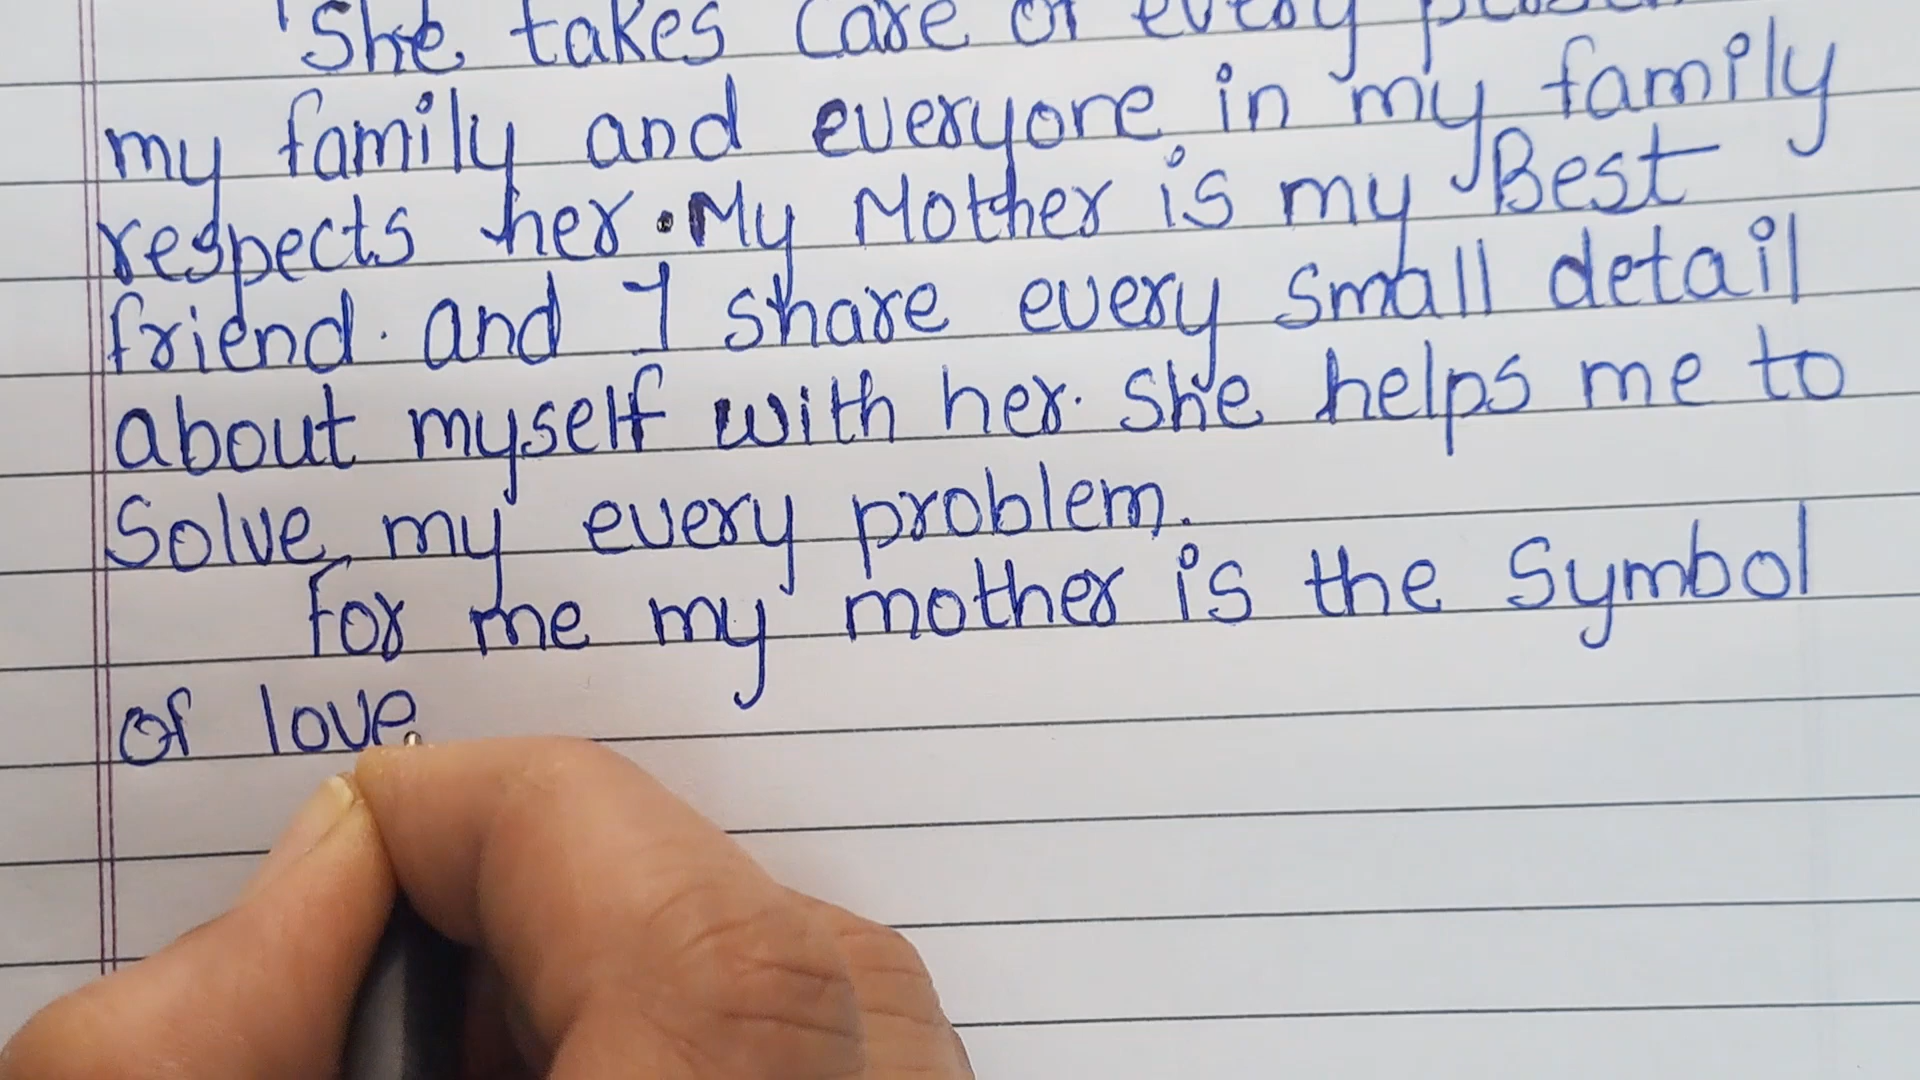 She takes care of every
my family and everyone in my family
respects her. My Mother is my Best
friend. and I share every small detail
about myself with her. She helps me to
Solve my every problem.
For me my mother is the Symbol
of love